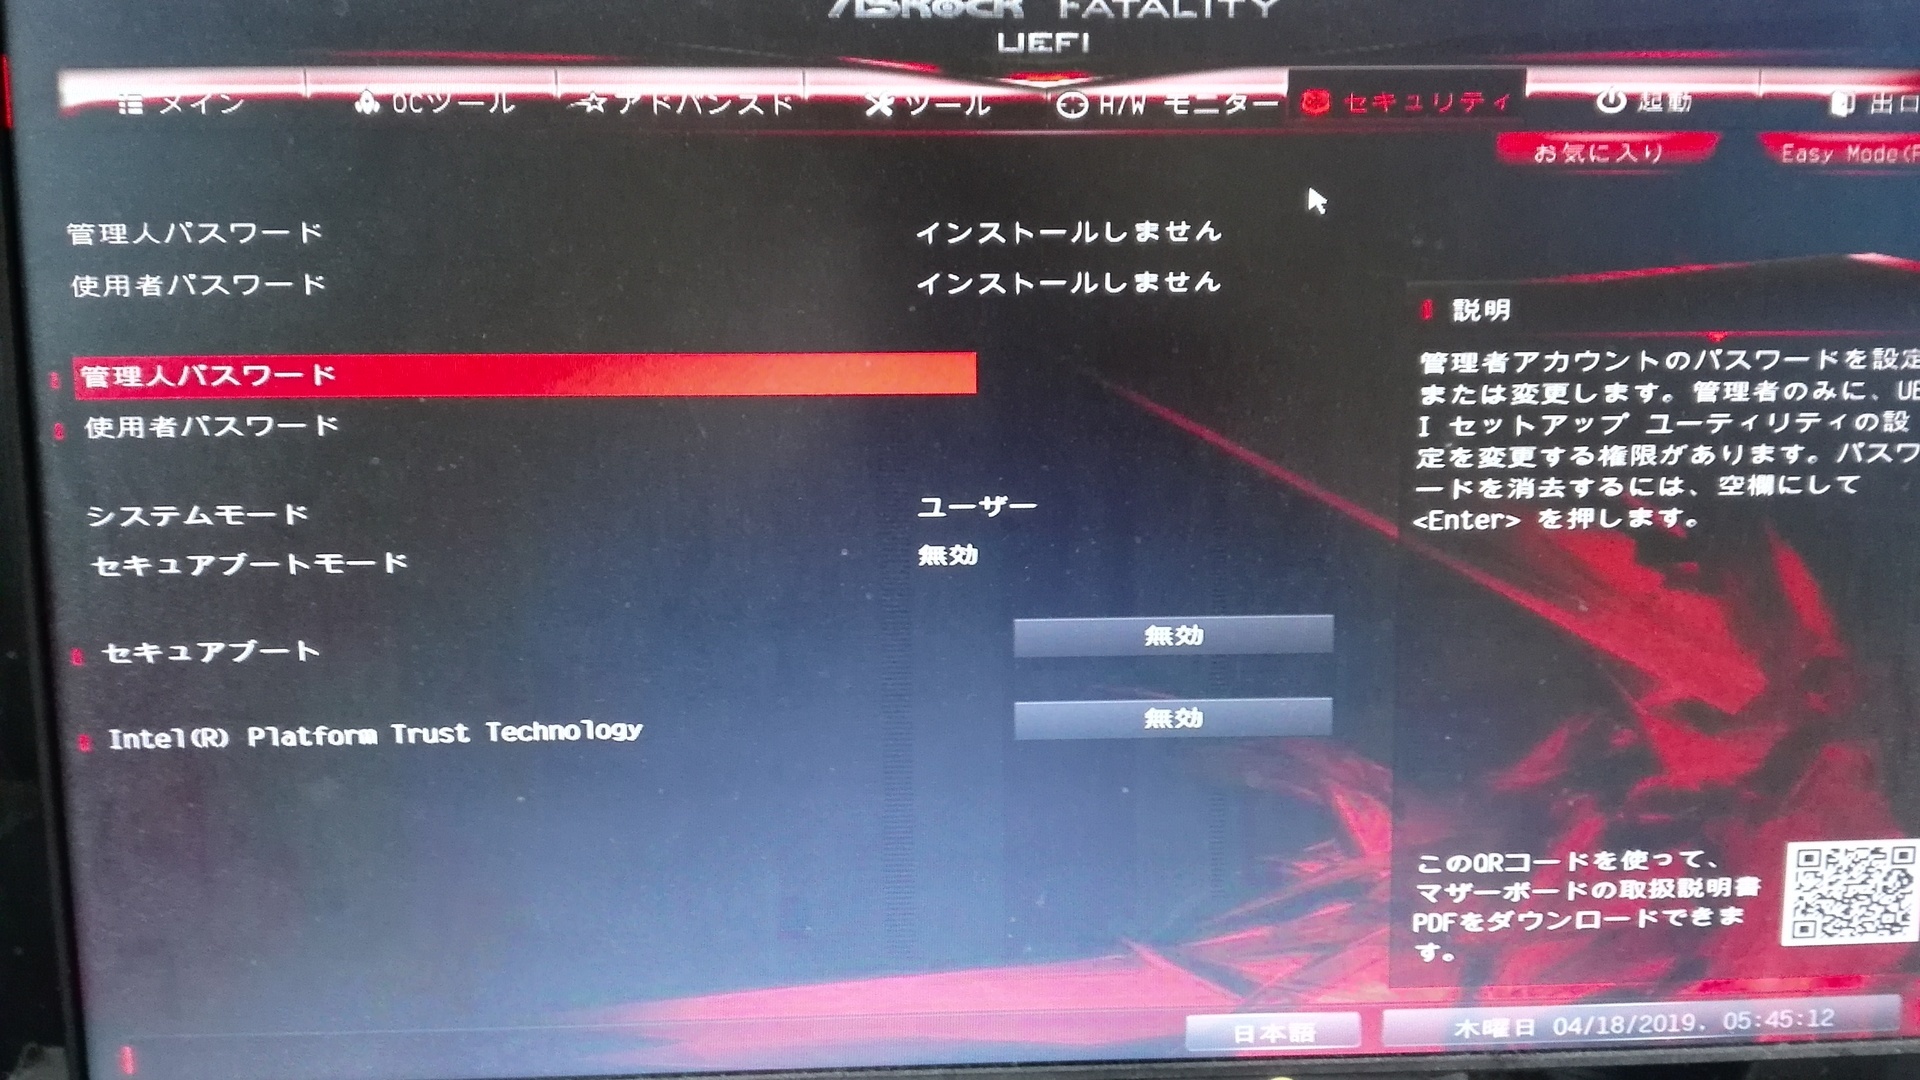 ASRock FATAL1TY
UEFI
メイン
OCツール
アドバンスド
ツール
H/W モニター
セキュリティ
起動
出口
お気に入り
Easy Mode(F
管理人パスワード インストールしません
使用者パスワード インストールしません
管理人パスワード
使用者パスワード
システムモード ユーザー
セキュアブートモード 無効
セキュアブート 無効
Intel(R) Platform Trust Technology 無効
説明
管理者アカウントのパスワードを設定
または変更します。管理者のみに、UE
I セットアップ ユーティリティの設
定を変更する権限があります。パスワ
ードを消去するには、空欄にして
<Enter> を押します。
このQRコードを使って、
マザーボードの取扱説明書
PDFをダウンロードできま
す。
日本語
木曜日 04/18/2019. 05:45:12